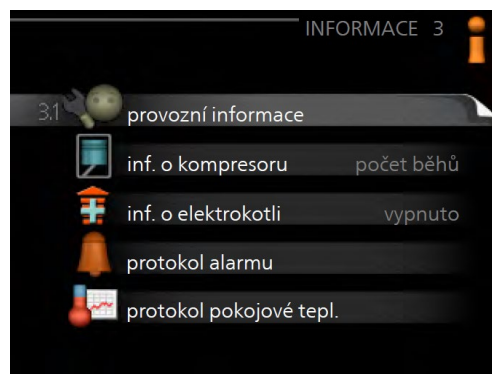 INFORMACE 3
3.1 provozní informace
inf. o kompresoru počet běhů
inf. o elektrokotli vypnuto
protokol alarmu
protokol pokojové tepl.